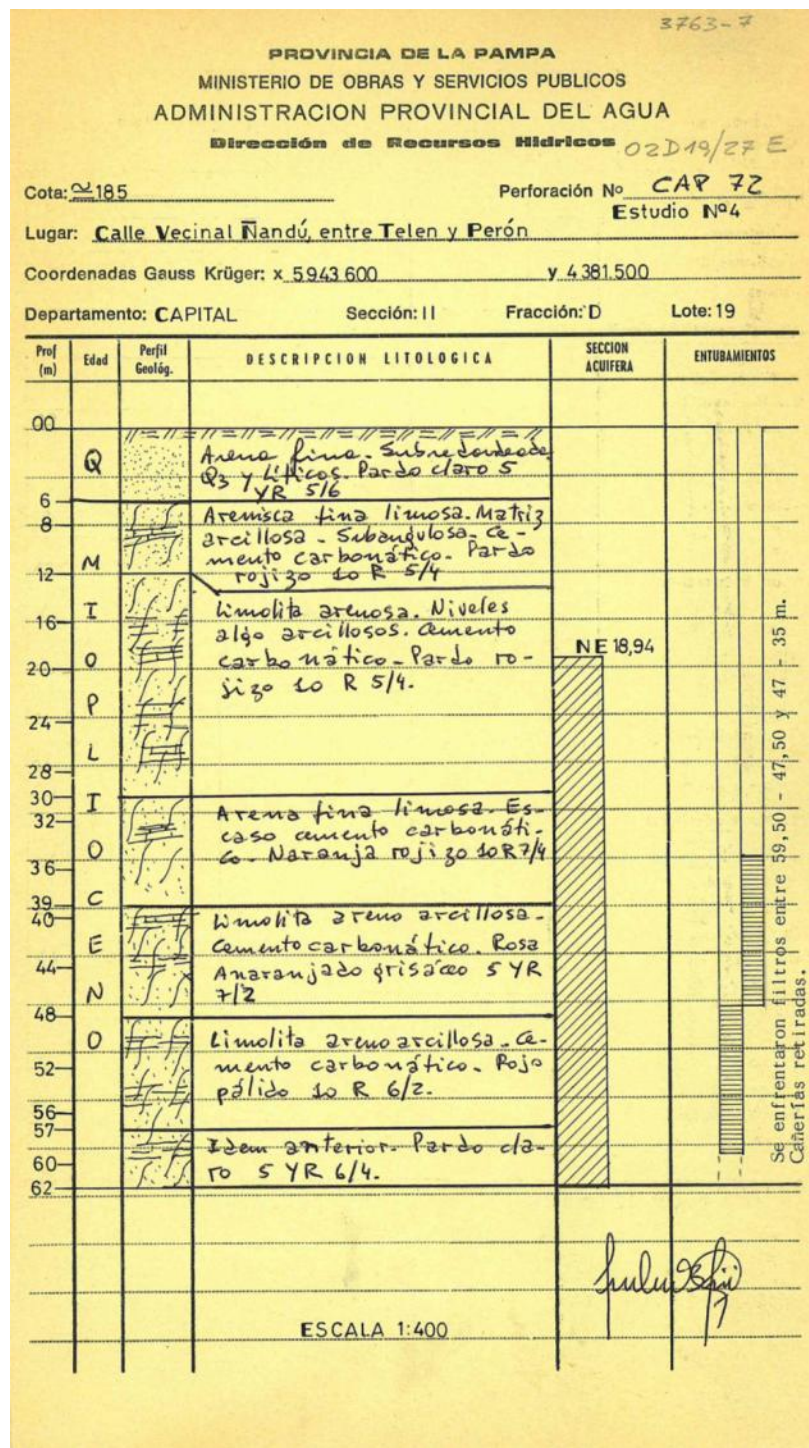 3763-7
PROVINCIA DE LA PAMPA
MINISTERIO DE OBRAS Y SERVICIOS PUBLICOS
ADMINISTRACION PROVINCIAL DEL AGUA
Dirección de Recursos Hídricos
02D19/27 E
Cota: ≃185 Perforación Nº CAP 72
Estudio Nº4
Lugar: Calle Vecinal Ñandú, entre Telen y Perón
Coordenadas Gauss Krüger: x 5943.600 y 4381.500
Departamento: CAPITAL Sección: II Fracción: D Lote: 19
Prof (m) Edad Perfil Geológ. DESCRIPCION LITOLOGICA SECCION ACUIFERA ENTUBAMIENTOS
00
Q
Arena fina. Subredondeada
Q3 y Líticos. Pardo claro 5
YR 5/6
6
8
12
MIOPLIOCENO
Arenisca fina limosa. Matriz
arcillosa - Subangulosa - Ce-
mento carbonático. Pardo
rojizo 10 R 5/4
16
20
24
28
Limolita arenosa. Niveles
algo arcillosos. Cemento
carbonático - Pardo ro-
jizo 10 R 5/4.
NE 18,94
30
32
36
Arena fina limosa. Es-
caso cemento carbonáti-
co - Naranja rojizo 10R7/4
39
40
44
Limolita areno arcillosa -
Cemento carbonático. Rosa
Anaranjado grisáceo 5 YR
7/2
48
52
56
Limolita areno arcillosa - Ce-
mento carbonático. Rojo
pálido 10 R 6/2.
57
60
62
Idem anterior. Pardo cla-
ro 5 YR 6/4.
Se enfrentaron filtros entre 59,50 - 47,50 y 47 - 35 m.
Cañerías retiradas.
ESCALA 1:400